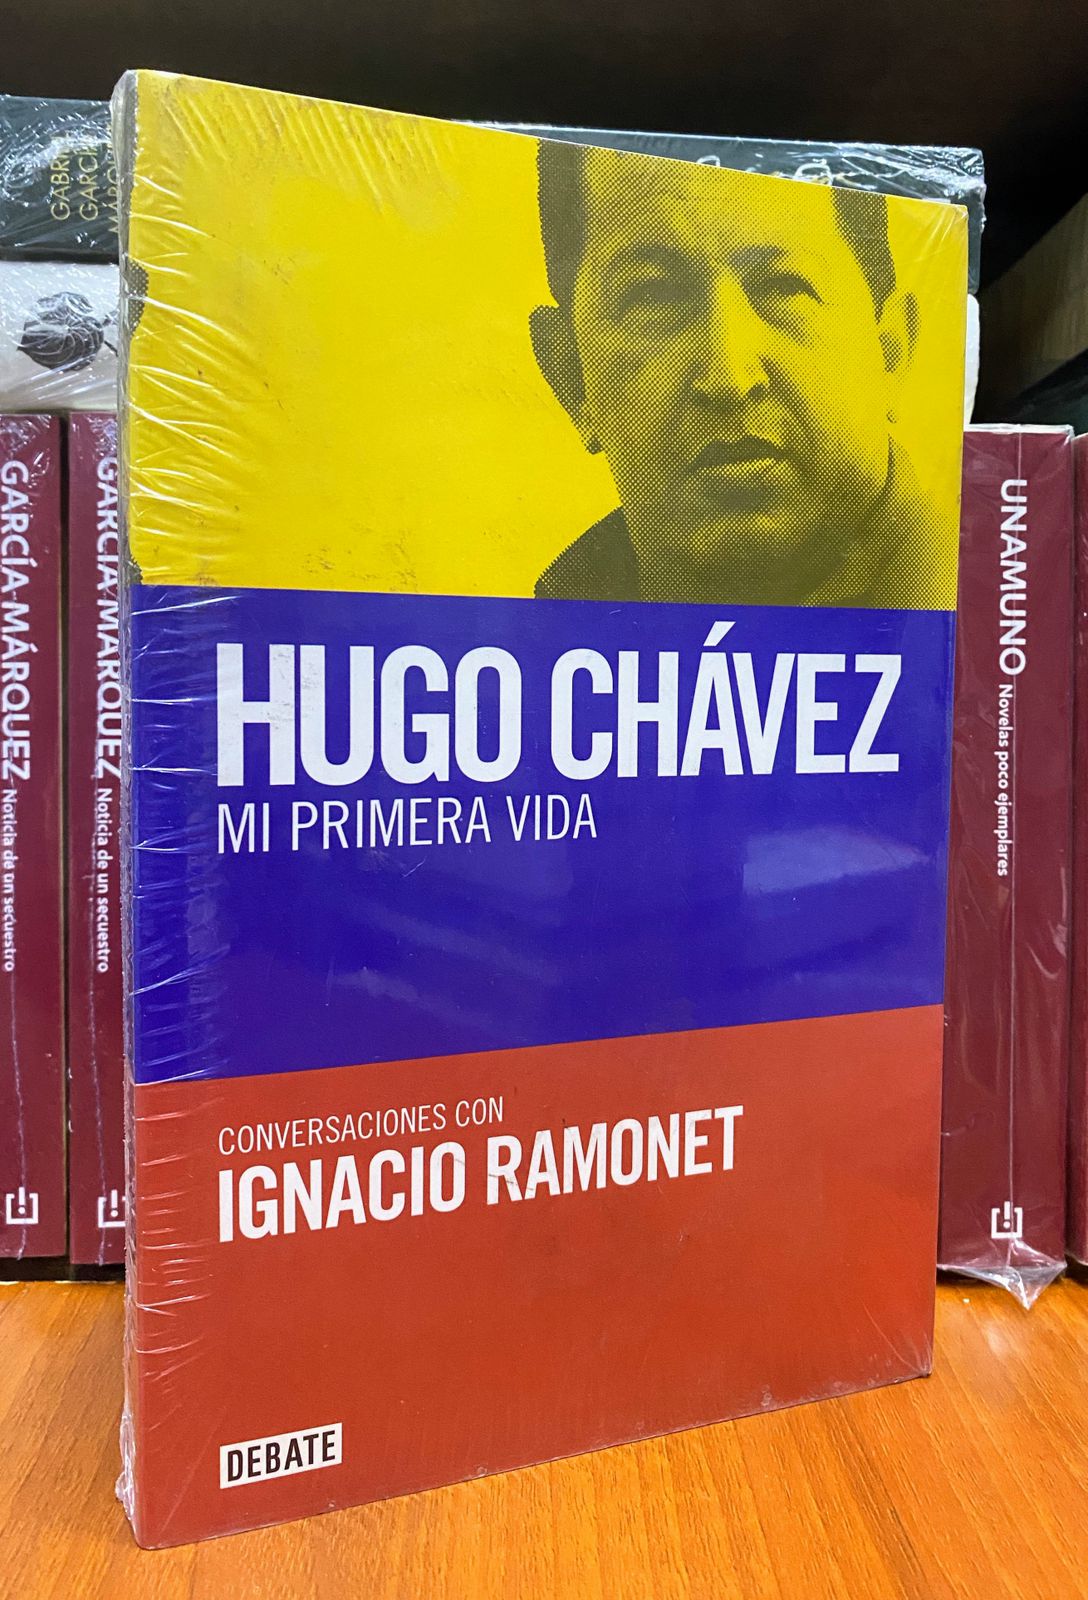 HUGO CHÁVEZ
MI PRIMERA VIDA
CONVERSACIONES CON
IGNACIO RAMONET
DEBATE
GARCÍA MÁRQUEZ Noticia de un secuestro
GARCÍA MÁRQUEZ Noticia de un secuestro
UNAMUNO Novelas poco ejemplares